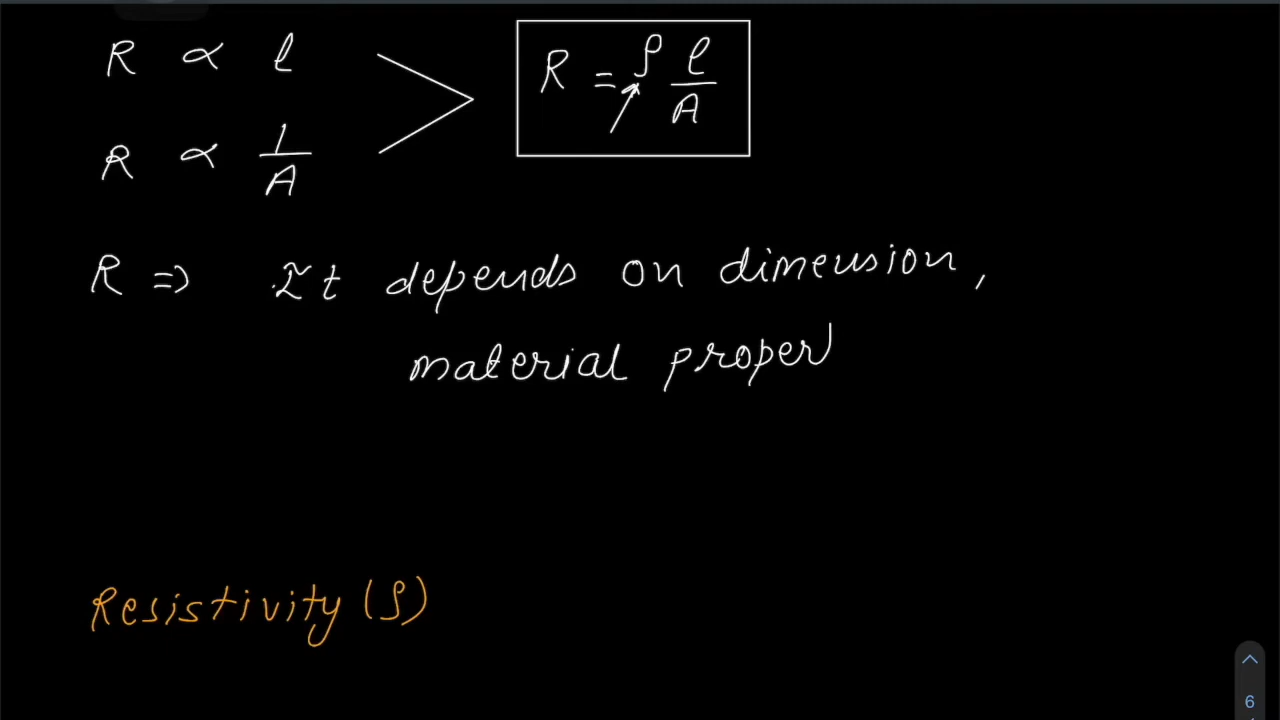 R ∝ l
R = ρ l/A
R ∝ 1/A
R ⇒ It depends on dimension,
material proper
Resistivity (ρ)
6